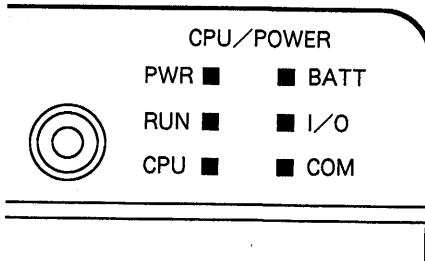 CPU/POWER
PWR ■ ■ BATT
RUN ■ ■ I/O
CPU ■ ■ COM